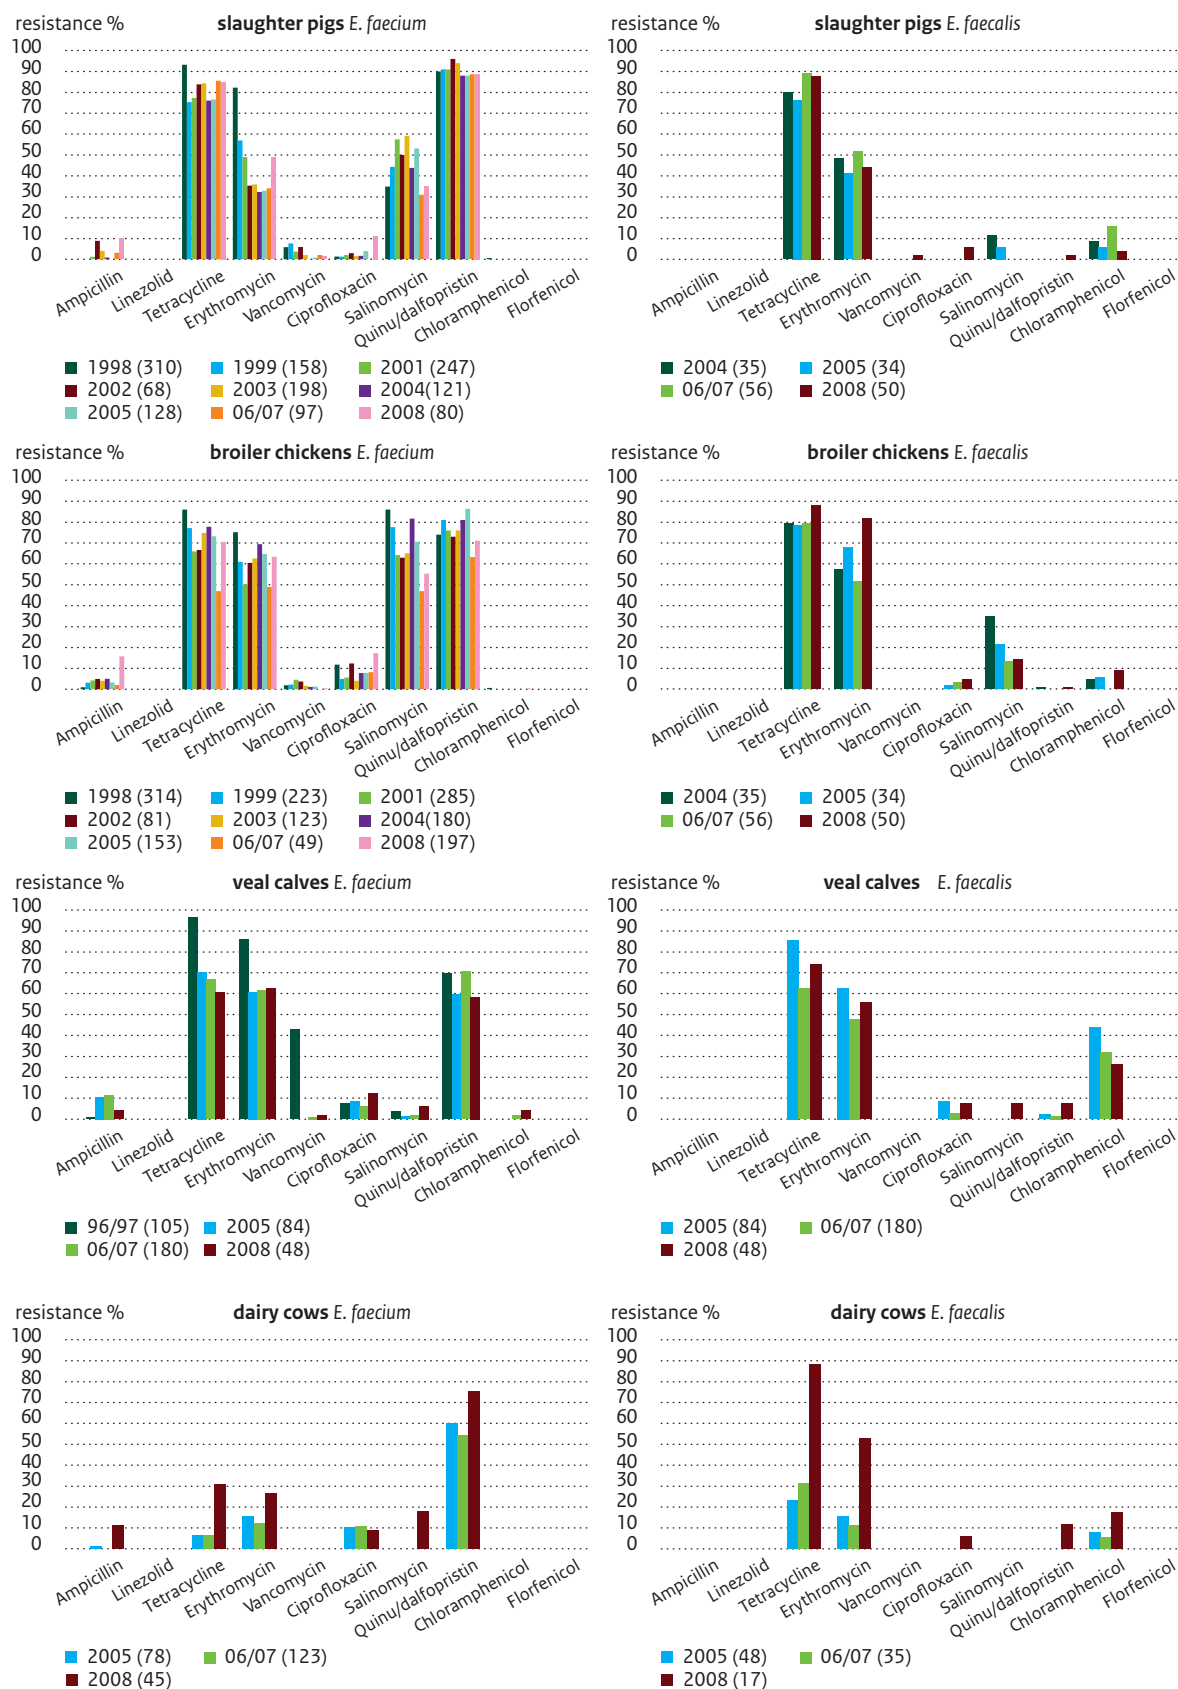 resistance %
slaughter pigs E. faecium
100
90
80
70
60
50
40
30
20
10
0
Ampicillin
Linezolid
Tetracycline
Erythromycin
Vancomycin
Ciprofloxacin
Salinomycin
Quinu/dalfopristin
Chloramphenicol
Florfenicol
1998 (310) 1999 (158) 2001 (247)
2002 (68) 2003 (198) 2004(121)
2005 (128) 06/07 (97) 2008 (80)
resistance %
slaughter pigs E. faecalis
100
90
80
70
60
50
40
30
20
10
0
Ampicillin
Linezolid
Tetracycline
Erythromycin
Vancomycin
Ciprofloxacin
Salinomycin
Quinu/dalfopristin
Chloramphenicol
Florfenicol
2004 (35) 2005 (34)
06/07 (56) 2008 (50)
resistance %
broiler chickens E. faecium
100
90
80
70
60
50
40
30
20
10
0
Ampicillin
Linezolid
Tetracycline
Erythromycin
Vancomycin
Ciprofloxacin
Salinomycin
Quinu/dalfopristin
Chloramphenicol
Florfenicol
1998 (314) 1999 (223) 2001 (285)
2002 (81) 2003 (123) 2004(180)
2005 (153) 06/07 (49) 2008 (197)
resistance %
broiler chickens E. faecalis
100
90
80
70
60
50
40
30
20
10
0
Ampicillin
Linezolid
Tetracycline
Erythromycin
Vancomycin
Ciprofloxacin
Salinomycin
Quinu/dalfopristin
Chloramphenicol
Florfenicol
2004 (35) 2005 (34)
06/07 (56) 2008 (50)
resistance %
veal calves E. faecium
100
90
80
70
60
50
40
30
20
10
0
Ampicillin
Linezolid
Tetracycline
Erythromycin
Vancomycin
Ciprofloxacin
Salinomycin
Quinu/dalfopristin
Chloramphenicol
Florfenicol
96/97 (105) 2005 (84)
06/07 (180) 2008 (48)
resistance %
veal calves E. faecalis
100
90
80
70
60
50
40
30
20
10
0
Ampicillin
Linezolid
Tetracycline
Erythromycin
Vancomycin
Ciprofloxacin
Salinomycin
Quinu/dalfopristin
Chloramphenicol
Florfenicol
2005 (84) 06/07 (180)
2008 (48)
resistance %
dairy cows E. faecium
100
90
80
70
60
50
40
30
20
10
0
Ampicillin
Linezolid
Tetracycline
Erythromycin
Vancomycin
Ciprofloxacin
Salinomycin
Quinu/dalfopristin
Chloramphenicol
Florfenicol
2005 (78) 06/07 (123)
2008 (45)
resistance %
dairy cows E. faecalis
100
90
80
70
60
50
40
30
20
10
0
Ampicillin
Linezolid
Tetracycline
Erythromycin
Vancomycin
Ciprofloxacin
Salinomycin
Quinu/dalfopristin
Chloramphenicol
Florfenicol
2005 (48) 06/07 (35)
2008 (17)